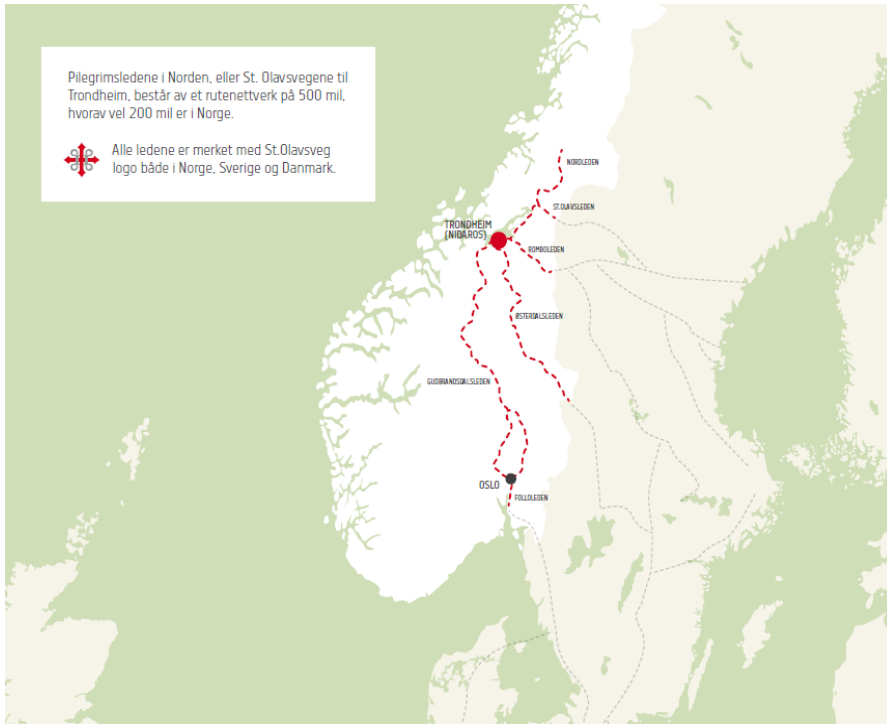 Pilegrimsledene i Norden, eller St. Olavsvegene til
Trondheim, består av et rutenettverk på 500 mil,
hvorav vel 200 mil er i Norge.
Alle ledene er merket med St.Olavsveg
logo både i Norge, Sverige og Danmark.
NORDLEDEN
ST.OLAVSLEDEN
TRONDHEIM
(NIDAROS)
ROMBOLEDEN
ØSTERDALSLEDEN
GUDBRANDSDALSLEDEN
OSLO
FOLLOLEDEN